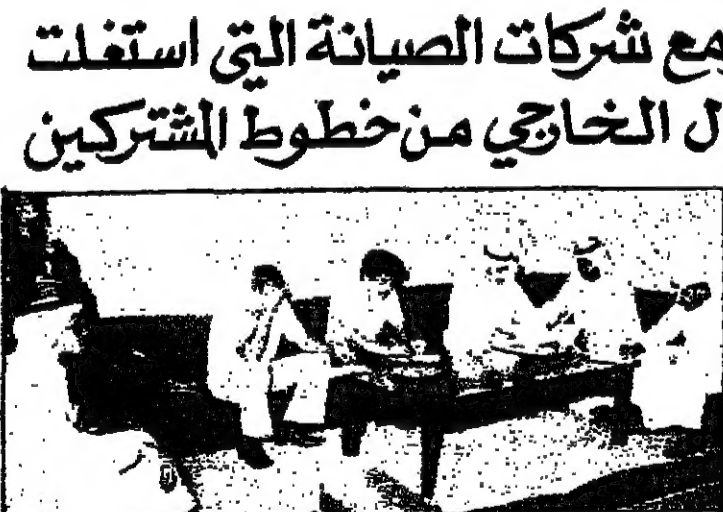 مع شركات الصيانة التي استغلت
ل الخارجي من خطوط المشتركين